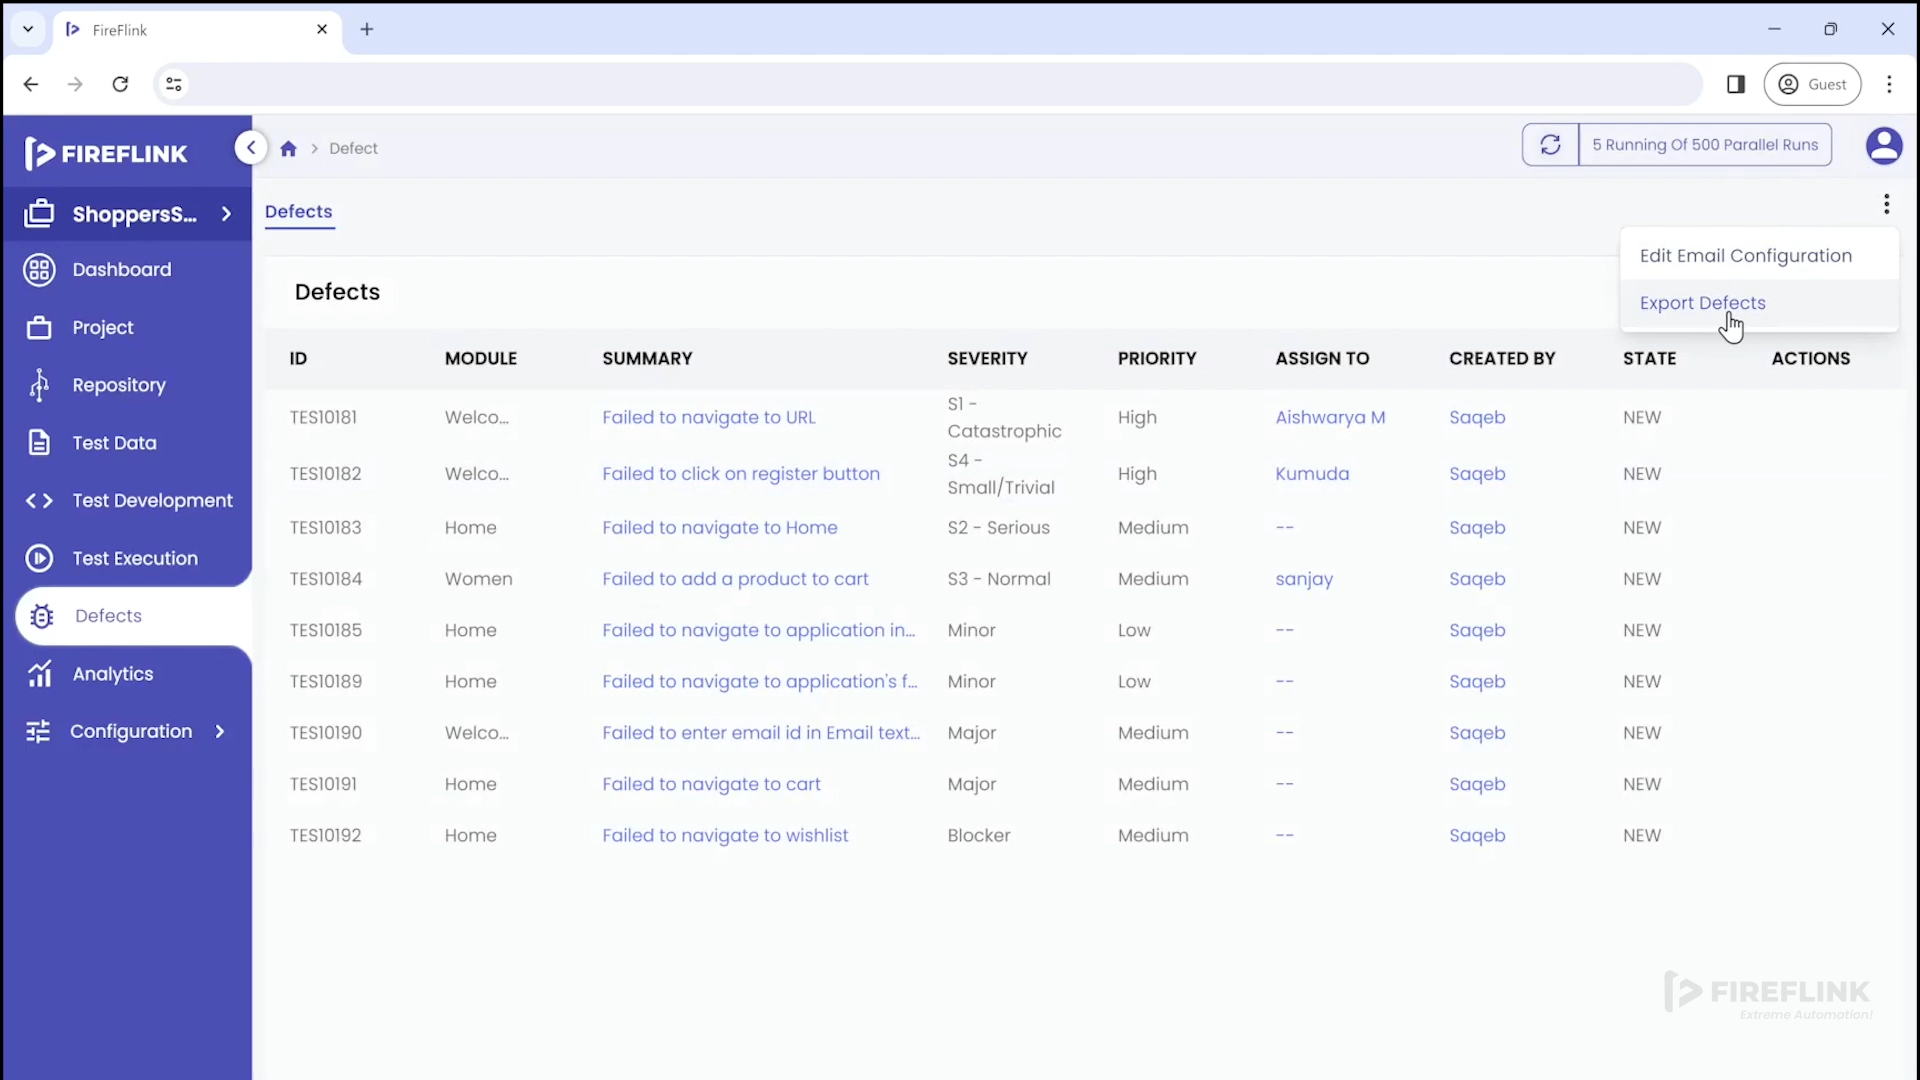 FireFlink
Guest
FIREFLINK
Defect
5 Running Of 500 Parallel Runs
ShoppersS...
Dashboard
Project
Repository
Test Data
Test Development
Test Execution
Defects
Analytics
Configuration
Defects
Edit Email Configuration
Export Defects
Defects
ID MODULE SUMMARY SEVERITY PRIORITY ASSIGN TO CREATED BY STATE ACTIONS
TES10181 Welco... Failed to navigate to URL S1 - Catastrophic High Aishwarya M Saqeb NEW
TES10182 Welco... Failed to click on register button S4 - Small/Trivial High Kumuda Saqeb NEW
TES10183 Home Failed to navigate to Home S2 - Serious Medium -- Saqeb NEW
TES10184 Women Failed to add a product to cart S3 - Normal Medium sanjay Saqeb NEW
TES10185 Home Failed to navigate to application in... Minor Low -- Saqeb NEW
TES10189 Home Failed to navigate to application's f... Minor Low -- Saqeb NEW
TES10190 Welco... Failed to enter email id in Email text... Major Medium -- Saqeb NEW
TES10191 Home Failed to navigate to cart Major Medium -- Saqeb NEW
TES10192 Home Failed to navigate to wishlist Blocker Medium -- Saqeb NEW
FIREFLINK
Extreme Automation!